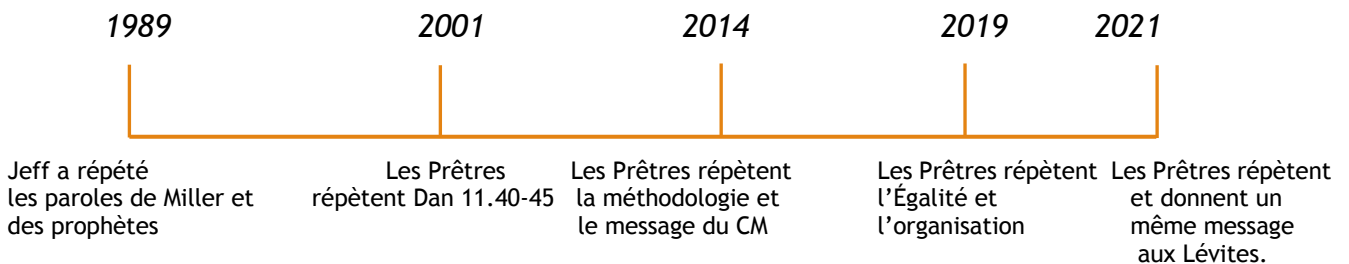 1989 2001 2014 2019 2021
Jeff a répété
les paroles de Miller et
des prophètes
Les Prêtres
répètent Dan 11.40-45
Les Prêtres répètent
la méthodologie et
le message du CM
Les Prêtres répètent
l’Égalité et
l’organisation
Les Prêtres répètent
et donnent un
même message
aux Lévites.